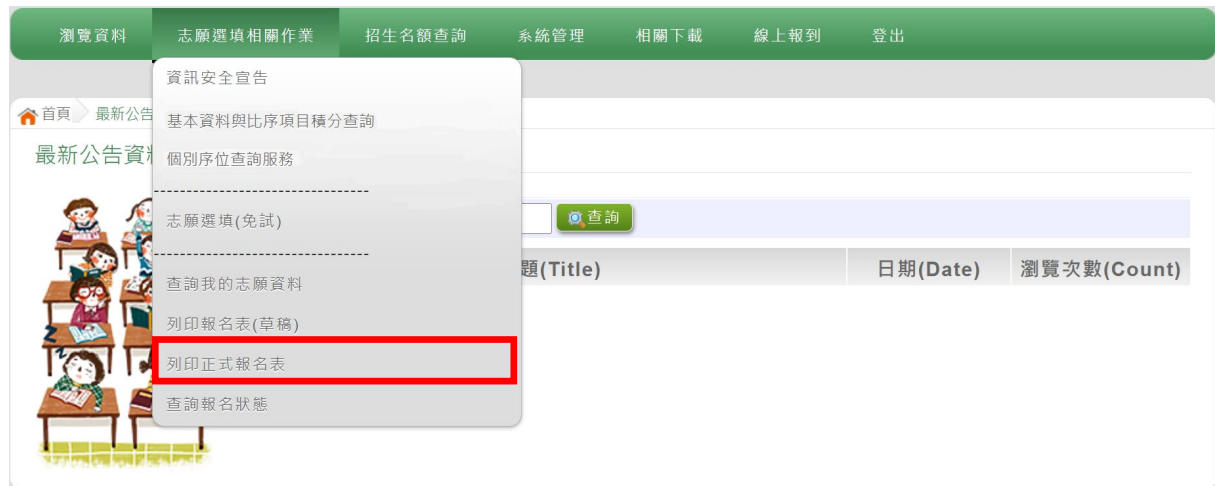 瀏覽資料 志願選填相關作業 招生名額查詢 系統管理 相關下載 線上報到 登出
資訊安全宣告
首頁 最新公告
基本資料與比序項目積分查詢
最新公告資
個別序位查詢服務
志願選填(免試)
查詢
題(Title) 日期(Date) 瀏覽次數(Count)
查詢我的志願資料
列印報名表(草稿)
列印正式報名表
查詢報名狀態